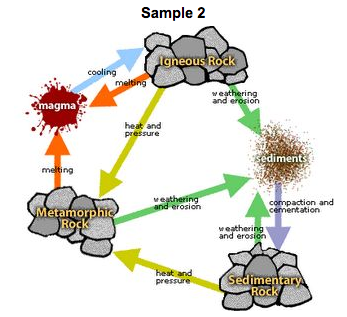 Sample 2
Igneous Rock
cooling
magma
melting
weathering
and erosion
heat and
pressure
sediments
melting
weathering
and erosion
compaction and
cementation
Metamorphic
Rock
weathering
and erosion
heat and
pressure
Sedimentary
Rock